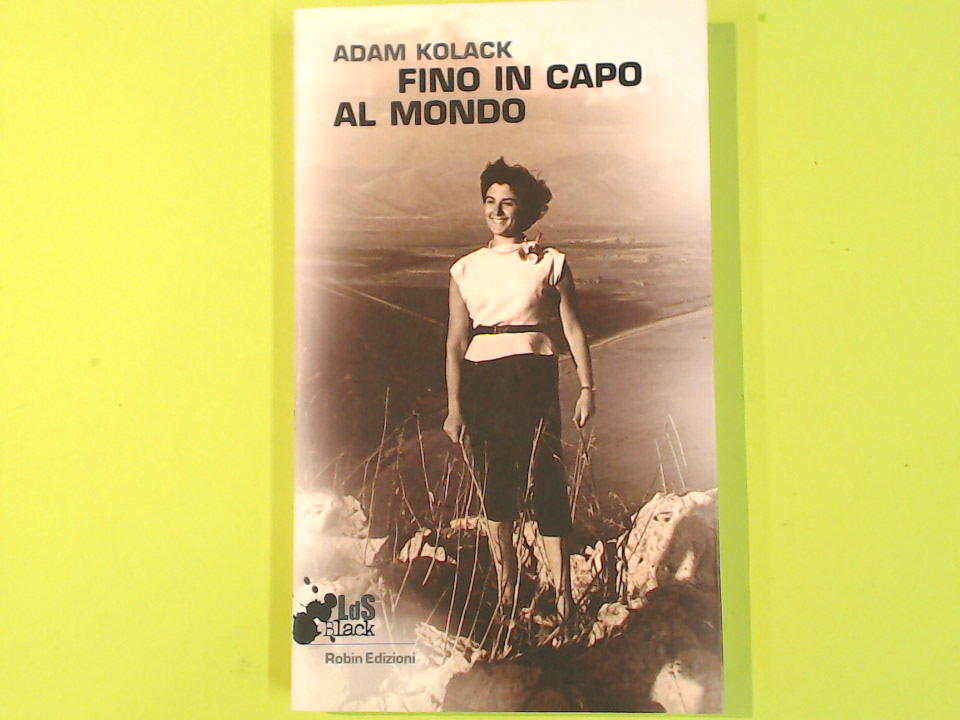 ADAM KOLACK
FINO IN CAPO
AL MONDO
LdS
Black
Robin Edizioni